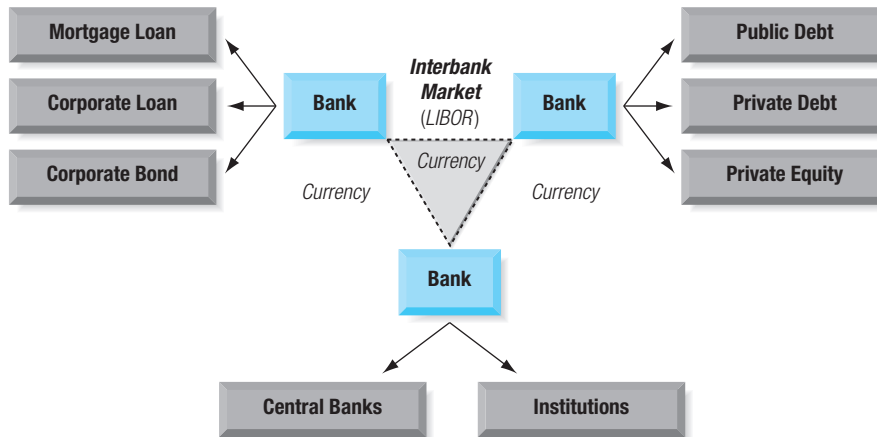 Mortgage Loan
Corporate Loan
Corporate Bond
Bank
Interbank
Market
(LIBOR)
Bank
Public Debt
Private Debt
Private Equity
Currency
Currency
Currency
Bank
Central Banks
Institutions